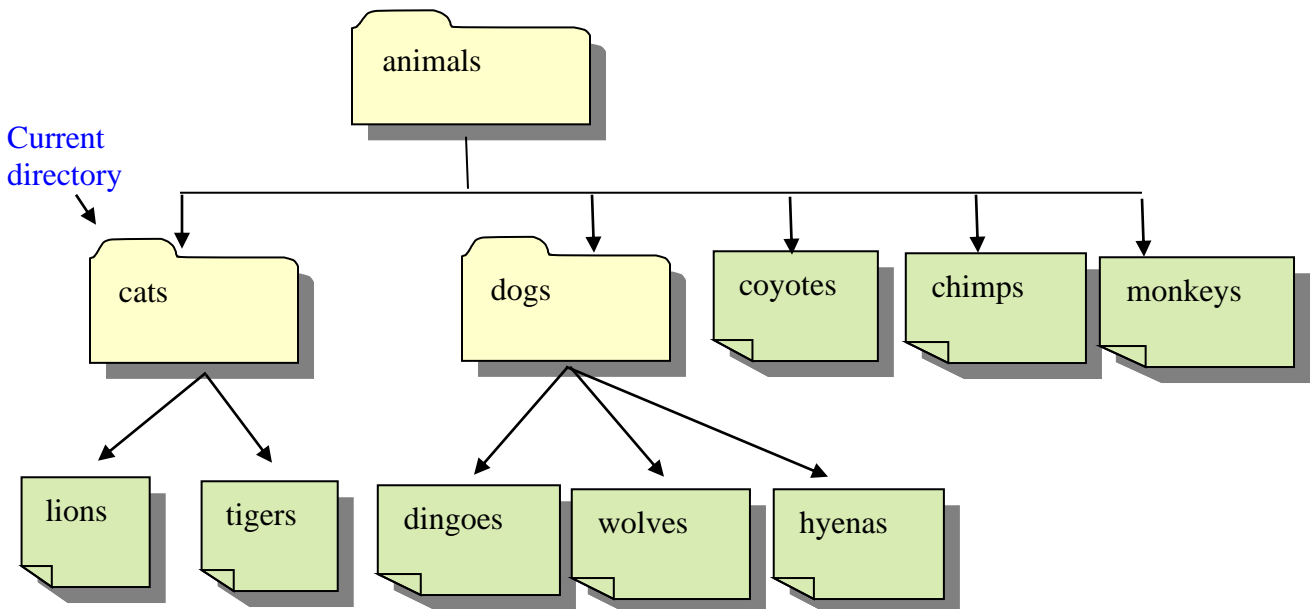 animals
Current
directory
cats
dogs
coyotes
chimps
monkeys
lions
tigers
dingoes
wolves
hyenas